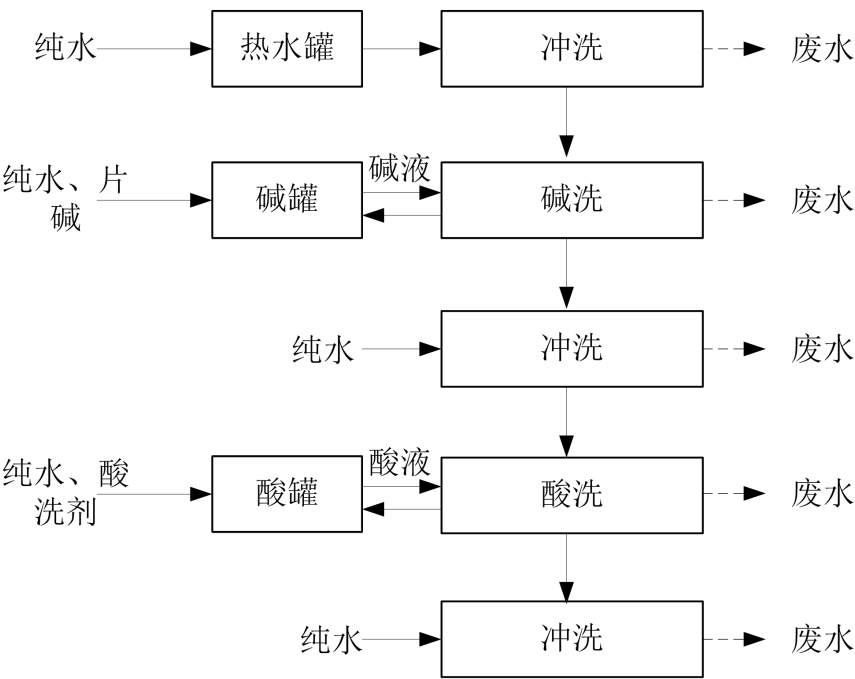 纯水
热水罐
冲洗
废水
纯水、片
碱
碱罐
碱液
碱洗
废水
纯水
冲洗
废水
纯水、酸
洗剂
酸罐
酸液
酸洗
废水
纯水
冲洗
废水